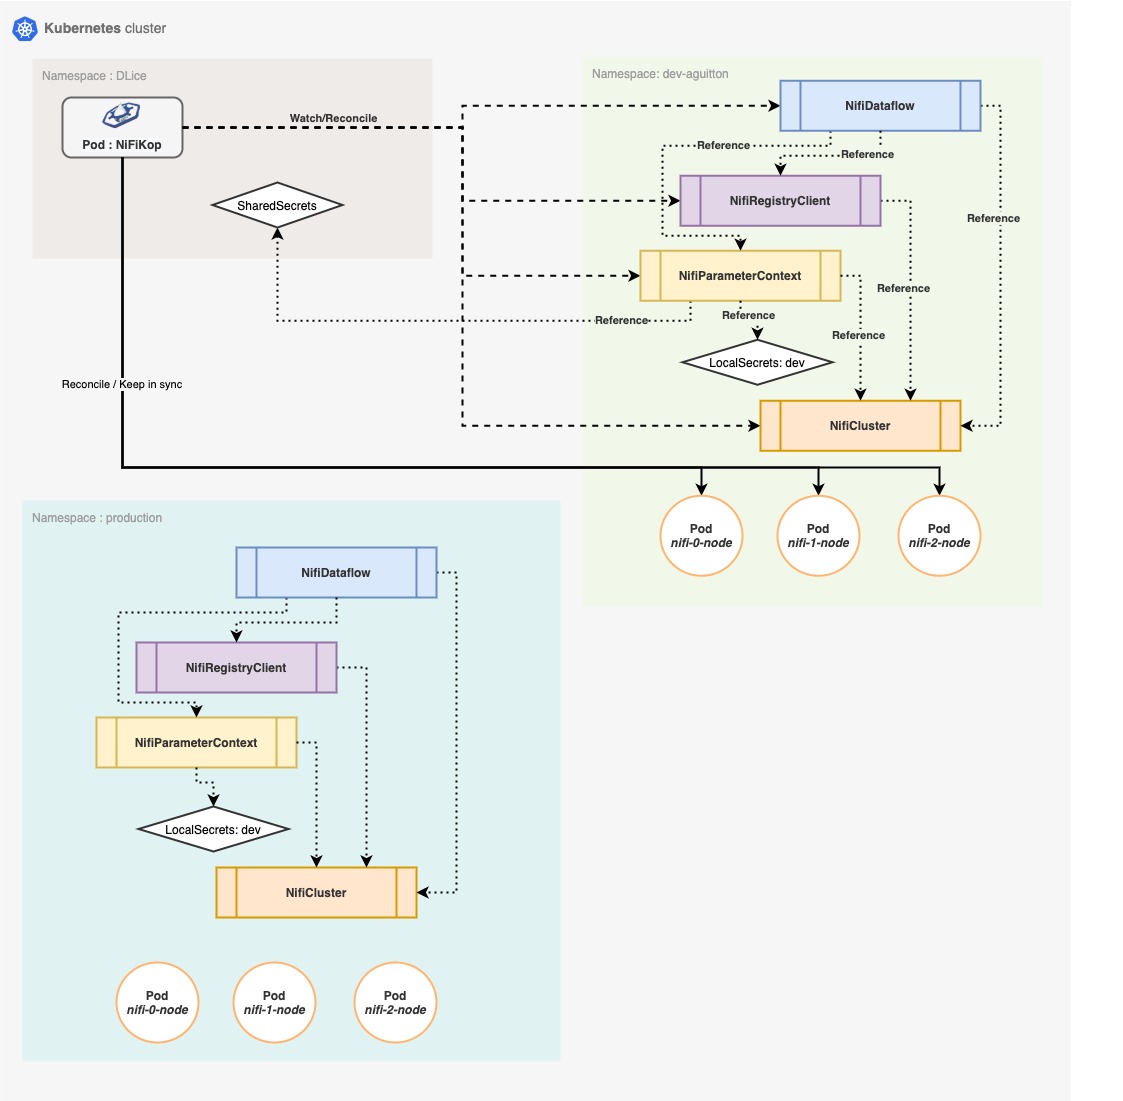 Kubernetes cluster
Namespace : DLice
Pod : NiFiKop
Watch/Reconcile
SharedSecrets
Reconcile / Keep in sync
Namespace: dev-aguitton
NifiDataflow
Reference
Reference
NifiRegistryClient
Reference
NifiParameterContext
Reference
Reference
Reference
Reference
LocalSecrets: dev
NifiCluster
Pod
nifi-0-node
Pod
nifi-1-node
Pod
nifi-2-node
Namespace : production
NifiDataflow
NifiRegistryClient
NifiParameterContext
LocalSecrets: dev
NifiCluster
Pod
nifi-0-node
Pod
nifi-1-node
Pod
nifi-2-node